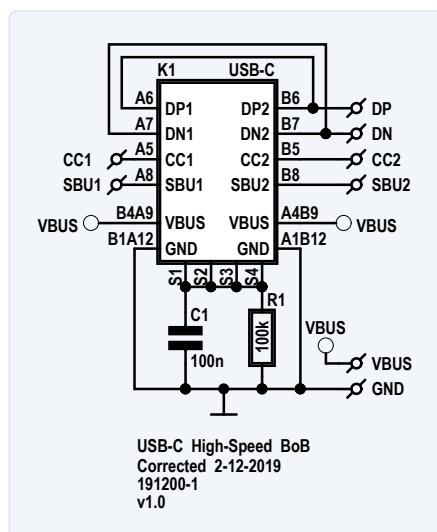 K1 USB-C
A6 DP1 DP2 B6 DP
A7 DN1 DN2 B7 DN
CC1 A5 CC1 CC2 B5 CC2
SBU1 A8 SBU1 SBU2 B8 SBU2
VBUS B4A9 VBUS VBUS A4B9 VBUS
B1A12 GND GND A1B12
S1 S2 S3 S4
C1 R1
100n 100k
VBUS
VBUS
GND
USB-C High-Speed BoB
Corrected 2-12-2019
191200-1
v1.0